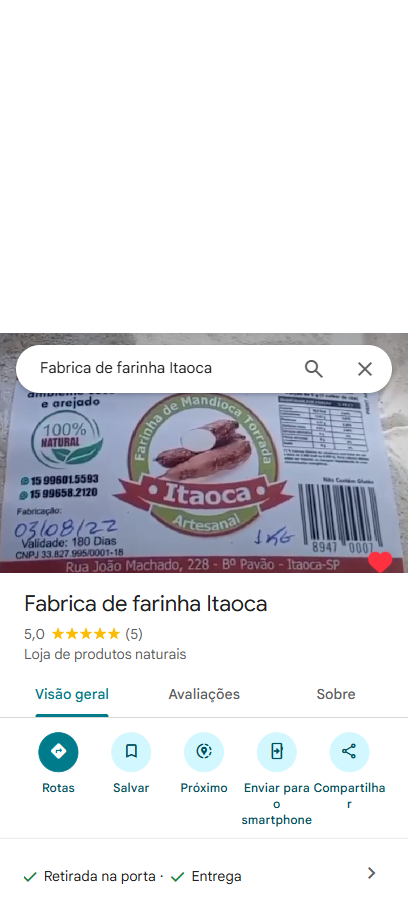 Fabrica de farinha Itaoca
e arejado
100%
NATURAL
Farinha de Mandioca Torrada
Itaoca
Artesanal
15 99601.5593
15 99658.2120
Fabricação:
03/08/22
Validade: 180 Dias
CNPJ 33.827.995/0001-18
1KG
Não Contém Glúten
8947 0007
Rua João Machado, 228 - Bº Pavão - Itaoca-SP
Fabrica de farinha Itaoca
5,0 ★★★★★ (5)
Loja de produtos naturais
Visão geral Avaliações Sobre
Rotas Salvar Próximo Enviar para Compartilha
o r
smartphone
Retirada na porta · Entrega